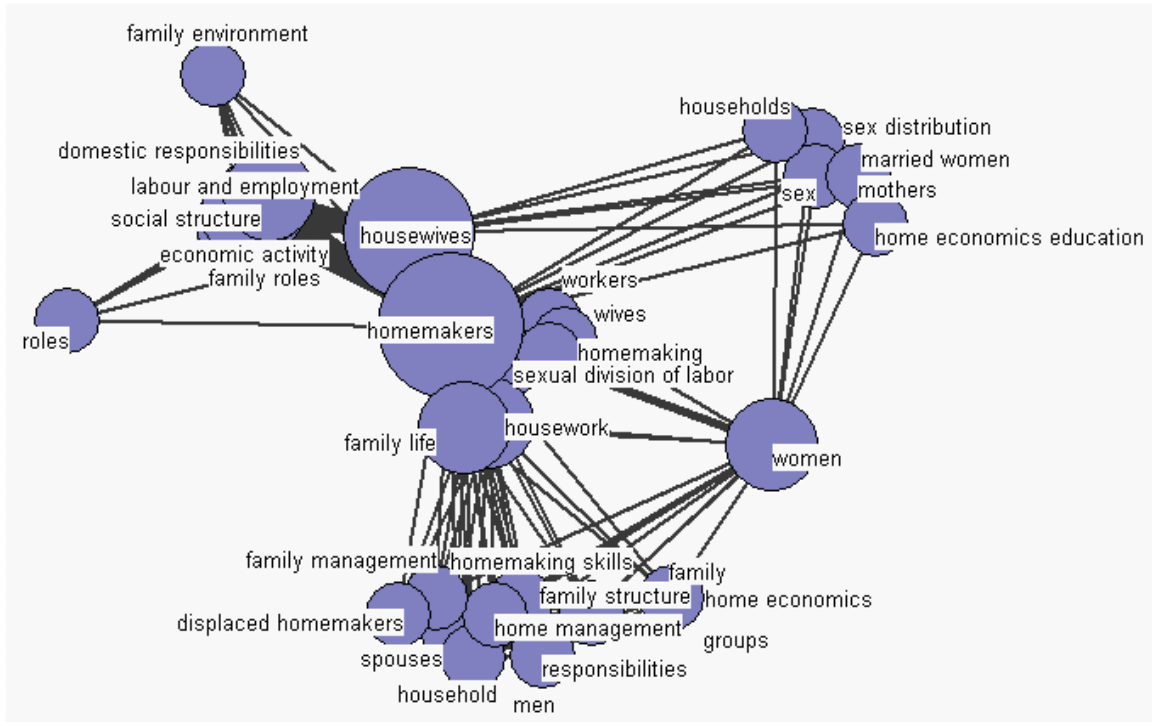 family environment
households
sex distribution
domestic responsibilities
married women
labour and employment
mothers
sex
social structure
housewives
home economics education
economic activity
family roles
workers
wives
homemakers
roles
homemaking
sexual division of labor
housework
family life
women
family management
homemaking skills
family
family structure
home economics
displaced homemakers
home management
groups
spouses
responsibilities
household
men